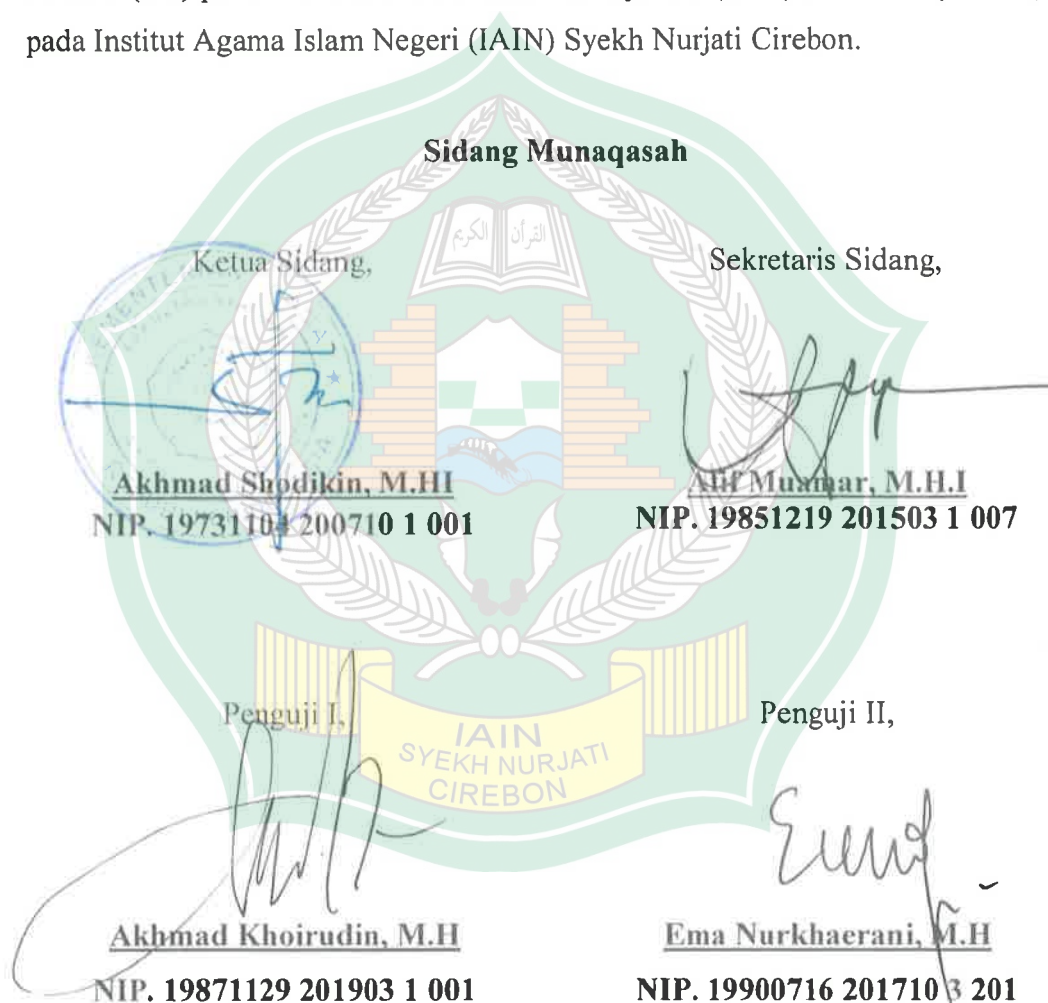 pada Institut Agama Islam Negeri (IAIN) Syekh Nurjati Cirebon.
Sidang Munaqasah
القرآن الكريم
Ketua Sidang,
Sekretaris Sidang,
Akhmad Shodikin, M.HI
NIP. 19731104 200710 1 001
Alif Muamar, M.H.I
NIP. 19851219 201503 1 007
Penguji I,
Penguji II,
IAIN
SYEKH NURJATI
CIREBON
Akhmad Khoirudin, M.H
NIP. 19871129 201903 1 001
Ema Nurkhaerani, M.H
NIP. 19900716 201710 3 201